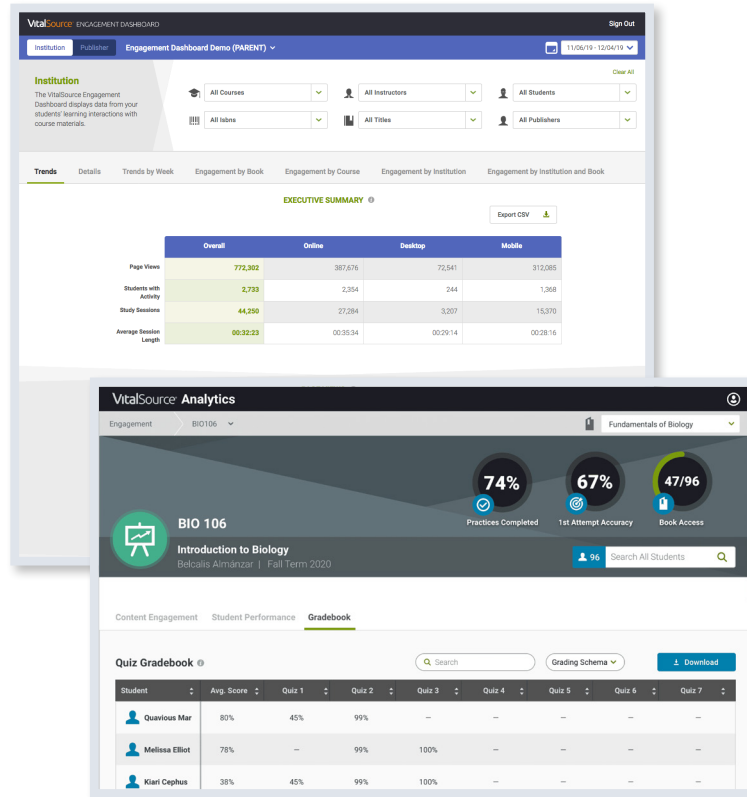 VitalSource® ENGAGEMENT DASHBOARD Sign Out
Institution Publisher Engagement Dashboard Demo (PARENT) 11/06/19 - 12/04/19
Clear All
Institution
The VitalSource Engagement
Dashboard displays data from your
students' learning interactions with
course materials.
All Courses All Instructors All Students
All Isbns All Titles All Publishers
Trends Details Trends by Week Engagement by Book Engagement by Course Engagement by Institution Engagement by Institution and Book
EXECUTIVE SUMMARY
Export CSV
Overall Online Desktop Mobile
Page Views 772,302 387,676 72,541 312,085
Students with
Activity 2,733 2,354 244 1,368
Study Sessions 44,250 27,284 3,207 15,370
Average Session
Length 00:32:23 00:35:34 00:29:14 00:28:16
VitalSource® Analytics
Engagement BIO106 Fundamentals of Biology
74% 67% 47/96
Practices Completed 1st Attempt Accuracy Book Access
BIO 106
Introduction to Biology
Belcalis Almánzar | Fall Term 2020
96 Search All Students
Content Engagement Student Performance Gradebook
Quiz Gradebook Search Grading Schema Download
Student Avg. Score Quiz 1 Quiz 2 Quiz 3 Quiz 4 Quiz 5 Quiz 6 Quiz 7
Quavious Mar 80% 45% 99% – – – – –
Melissa Elliot 78% – 99% 100% – – – –
Kiari Cephus 38% 45% 99% 100% – – – –